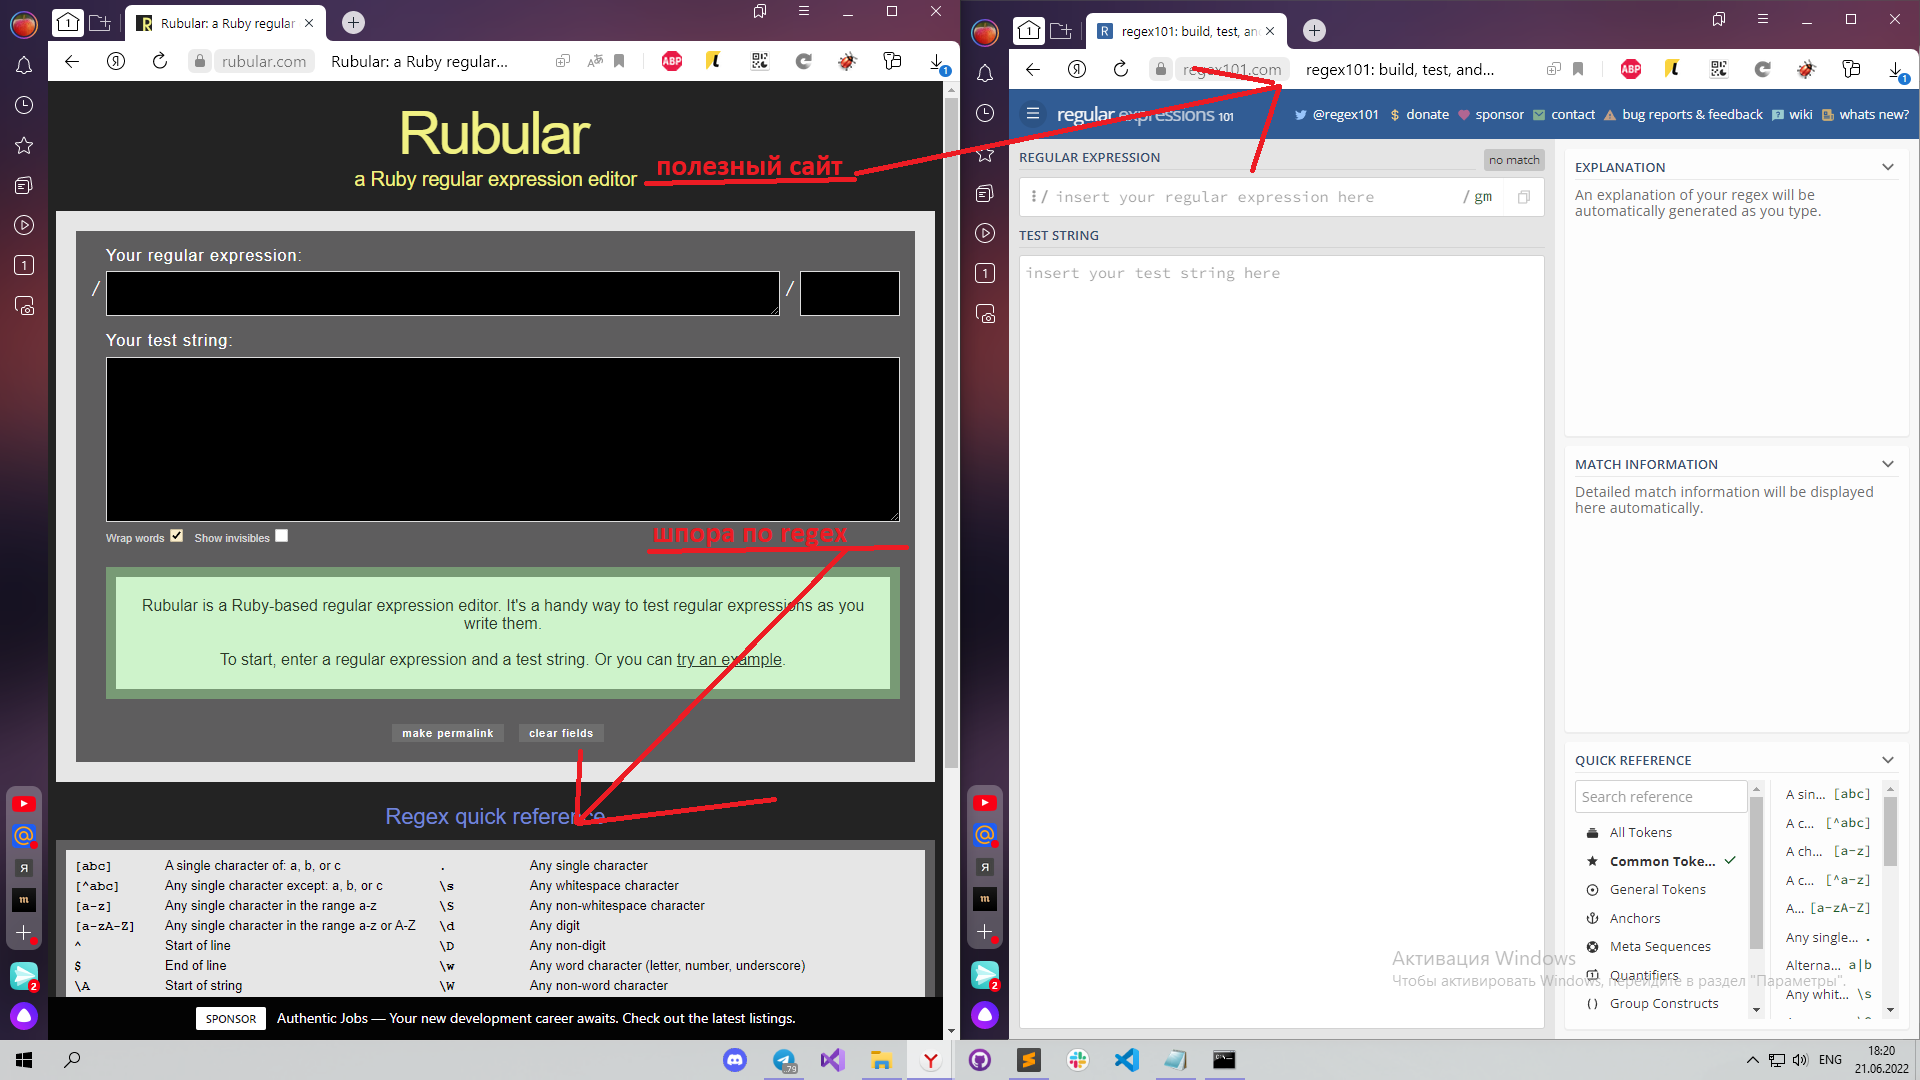 1
Rubular: a Ruby regular
rubular.com
Rubular: a Ruby regular...
ABP
1
Rubular
a Ruby regular expression editor
полезный сайт
Your regular expression:
/
/
Your test string:
Wrap words
Show invisibles
шпора по regex
Rubular is a Ruby-based regular expression editor. It's a handy way to test regular expressions as you
write them.
To start, enter a regular expression and a test string. Or you can try an example.
make permalink
clear fields
Regex quick reference
[abc] A single character of: a, b, or c . Any single character
[^abc] Any single character except: a, b, or c \s Any whitespace character
[a-z] Any single character in the range a-z \S Any non-whitespace character
[a-zA-Z] Any single character in the range a-z or A-Z \d Any digit
^ Start of line \D Any non-digit
$ End of line \w Any word character (letter, number, underscore)
\A Start of string \W Any non-word character
SPONSOR Authentic Jobs — Your new development career awaits. Check out the latest listings.
1
regex101: build, test, an
regex101.com
regex101: build, test, and...
ABP
1
regular expressions 101
@regex101
$ donate
sponsor
contact
bug reports & feedback
wiki
whats new?
REGULAR EXPRESSION
no match
/ insert your regular expression here / gm
TEST STRING
insert your test string here
EXPLANATION
An explanation of your regex will be
automatically generated as you type.
MATCH INFORMATION
Detailed match information will be displayed
here automatically.
QUICK REFERENCE
Search reference
All Tokens
Common Toke...
General Tokens
Anchors
Meta Sequences
Quantifiers
Group Constructs
A sin... [abc]
A c... [^abc]
A ch... [a-z]
A c... [^a-z]
A... [a-zA-Z]
Any single... .
Alterna... a|b
Any whit... \s
Активация Windows
Чтобы активировать Windows, перейдите в раздел "Параметры".
ENG
18:20
21.06.2022